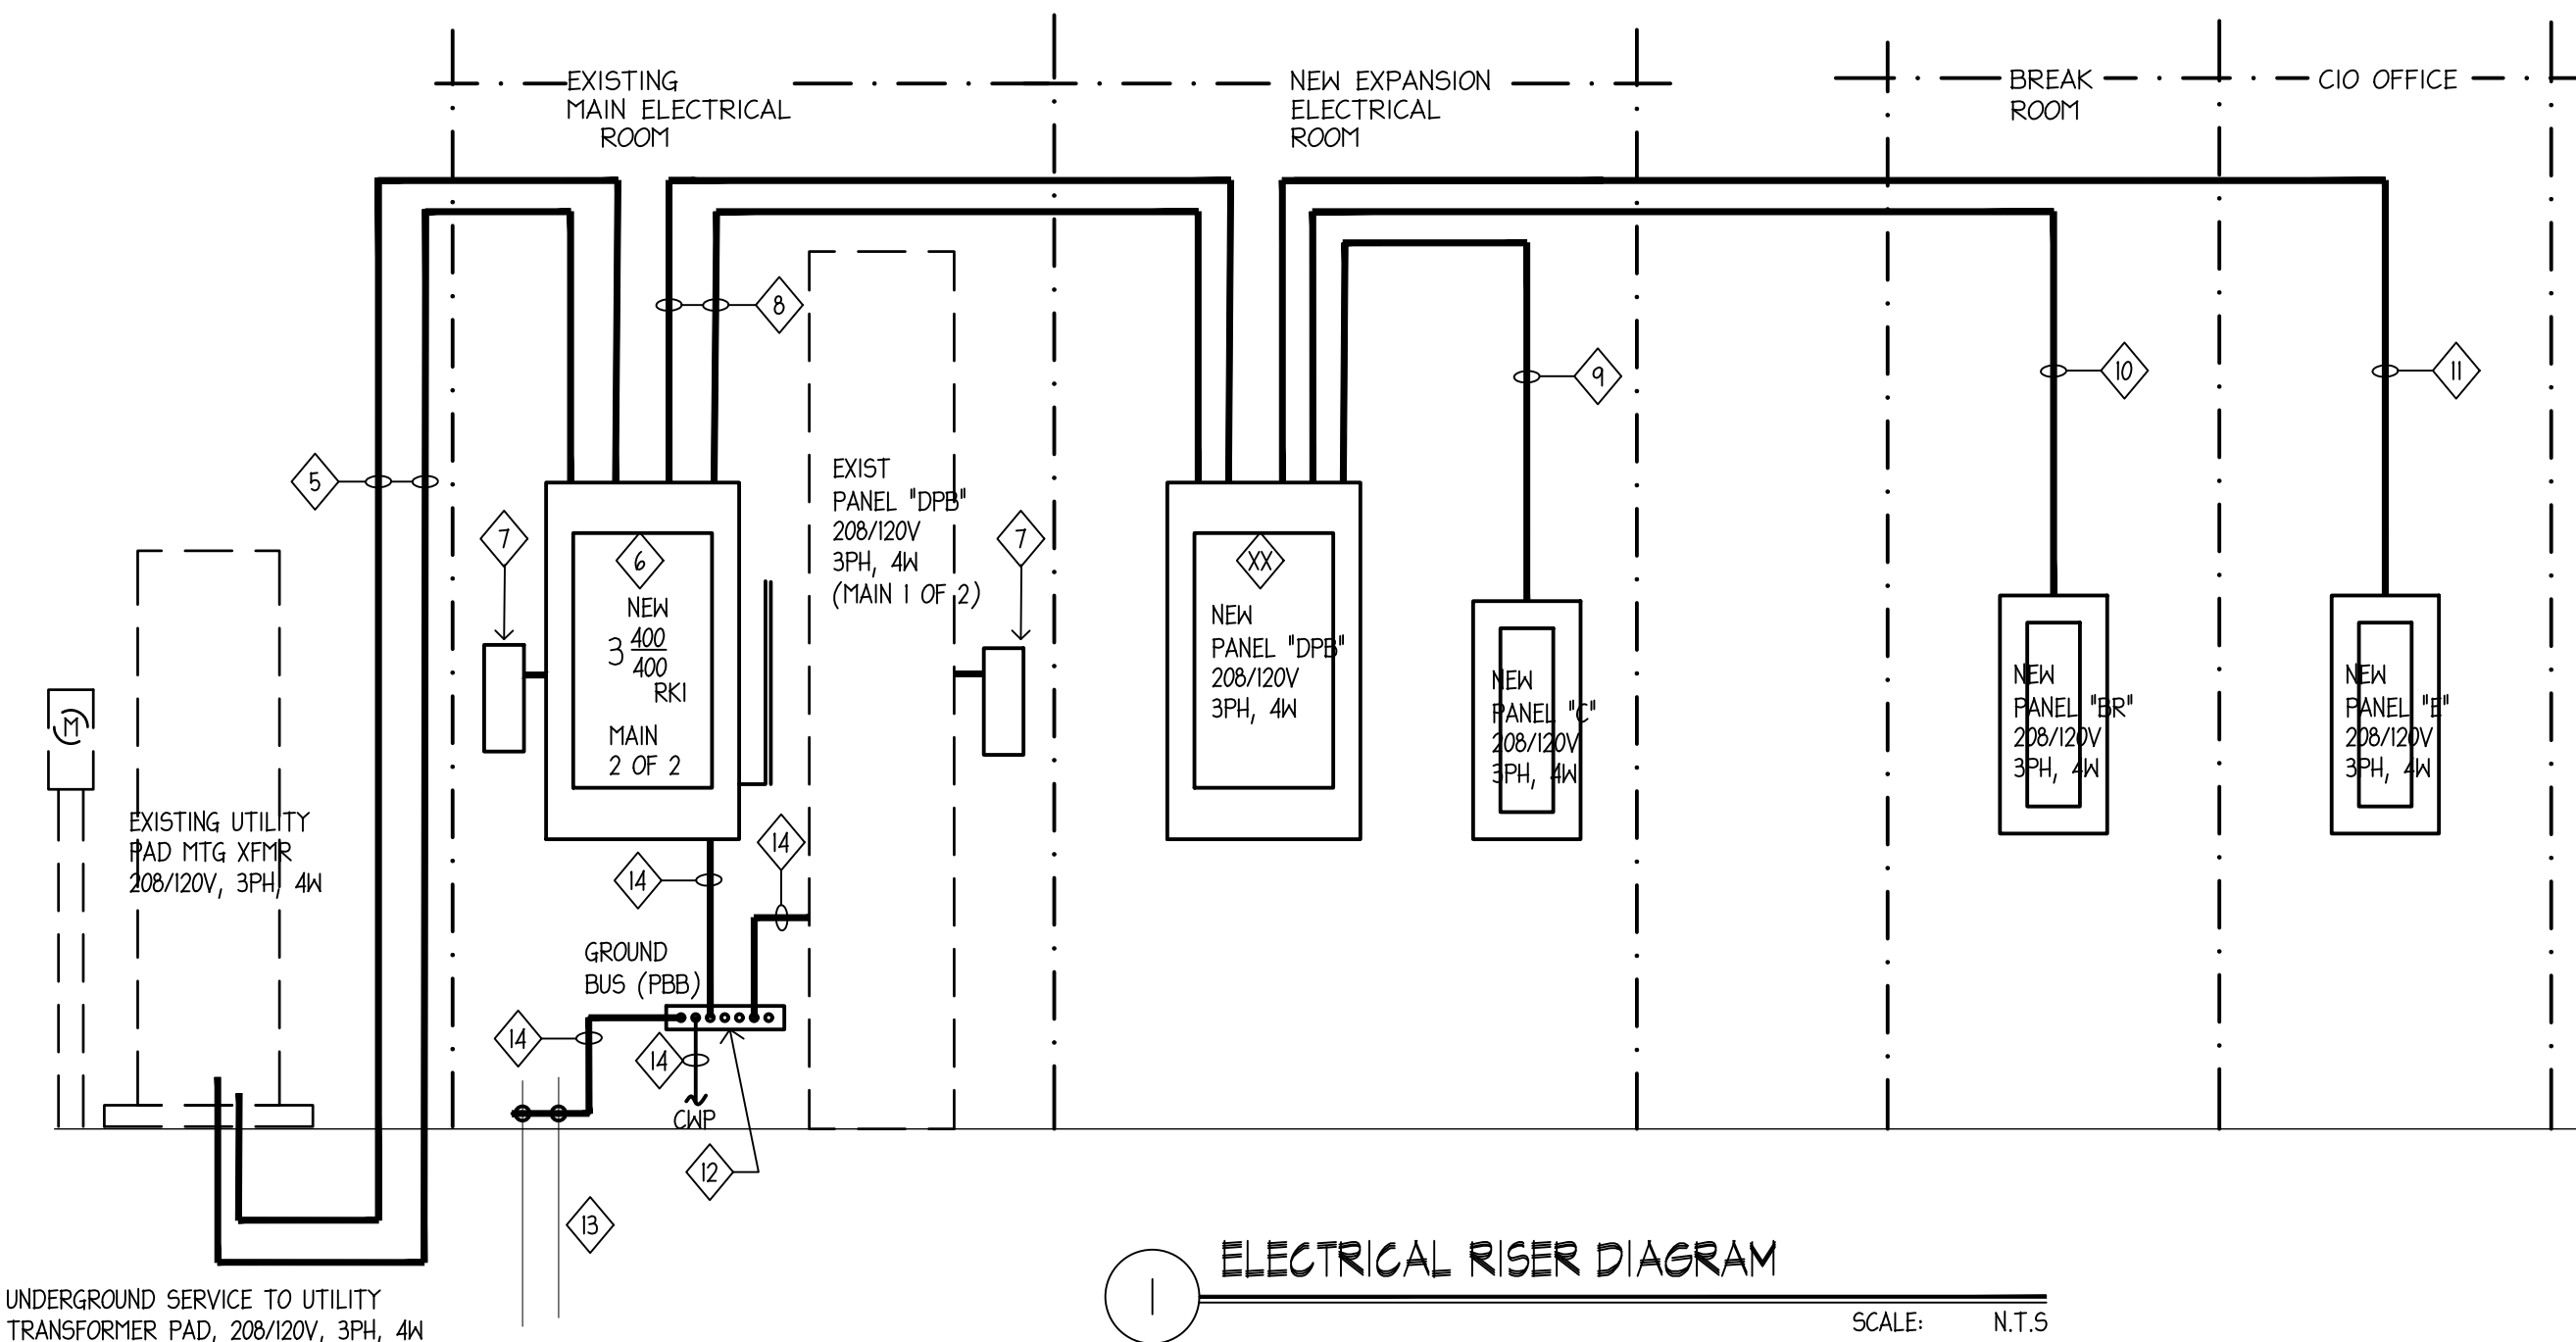 EXISTING
MAIN ELECTRICAL
ROOM
NEW EXPANSION
ELECTRICAL
ROOM
BREAK
ROOM
CIO OFFICE
8
9
10
11
5
7
6
NEW
3 400
400
RK1
MAIN
2 OF 2
EXIST
PANEL "DPB"
208/120V
3PH, 4W
(MAIN 1 OF 2)
7
XX
NEW
PANEL "DPB"
208/120V
3PH, 4W
NEW
PANEL "C"
208/120V
3PH, 4W
NEW
PANEL "BR"
208/120V
3PH, 4W
NEW
PANEL "E"
208/120V
3PH, 4W
M
EXISTING UTILITY
PAD MTG XFMR
208/120V, 3PH, 4W
14
14
GROUND
BUS (PBB)
14
14
CWP
12
13
UNDERGROUND SERVICE TO UTILITY
TRANSFORMER PAD, 208/120V, 3PH, 4W
1
ELECTRICAL RISER DIAGRAM
SCALE: N.T.S